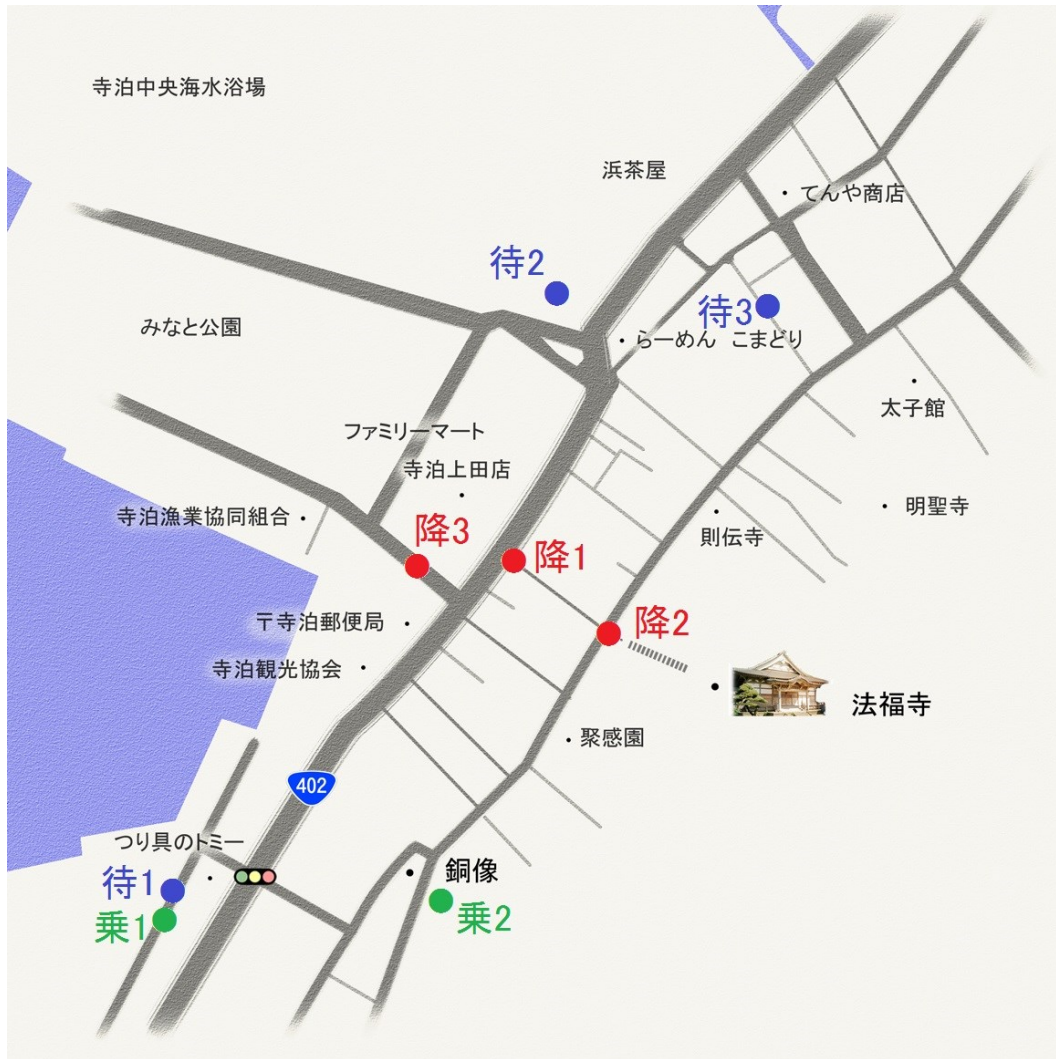 寺泊中央海水浴場
浜茶屋
てんや商店
待2
待3
みなと公園
らーめん こまどり
太子館
ファミリーマート
寺泊上田店
寺泊漁業協同組合
明聖寺
則伝寺
降3
降1
降2
〒寺泊郵便局
寺泊観光協会
法福寺
聚感園
402
つり具のトミー
銅像
待1
乗1
乗2